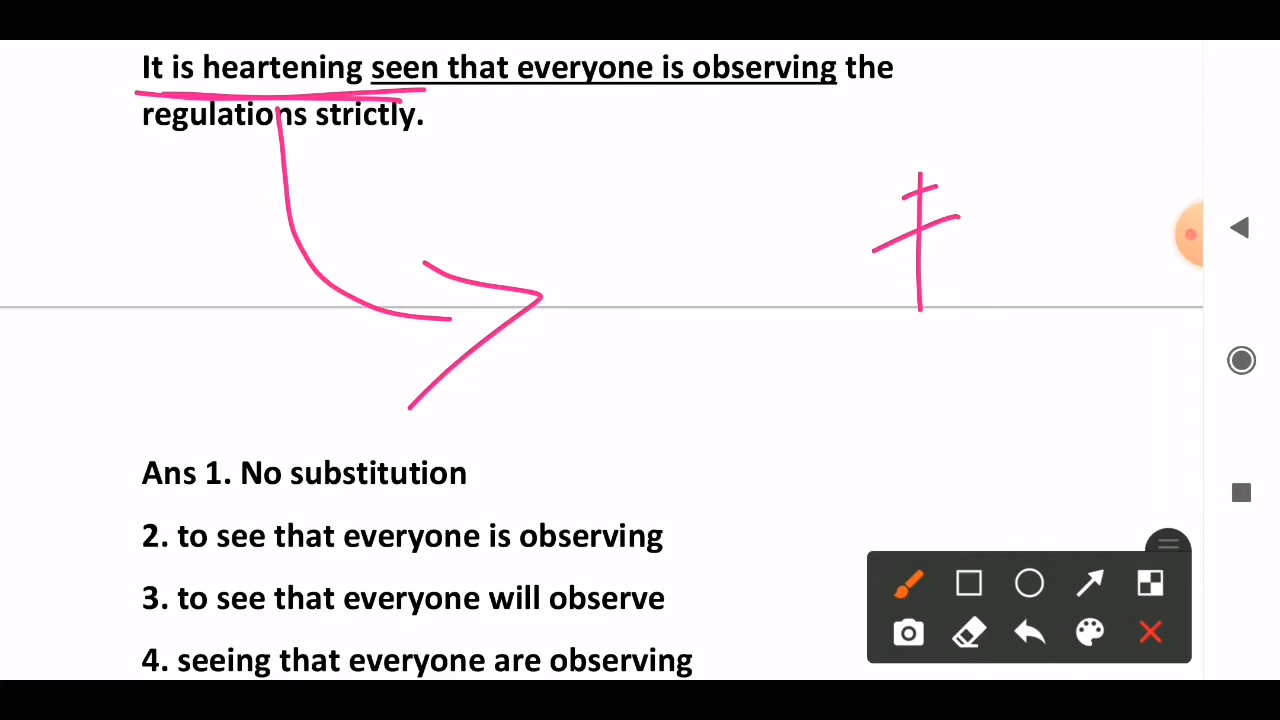 It is heartening seen that everyone is observing the
regulations strictly.
Ans 1. No substitution
2. to see that everyone is observing
3. to see that everyone will observe
4. seeing that everyone are observing